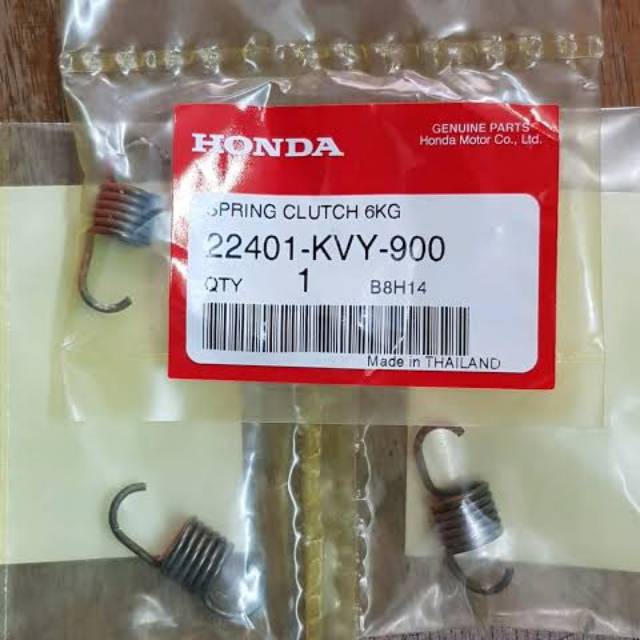 HONDA
GENUINE PARTS
Honda Motor Co., Ltd.
SPRING CLUTCH 6KG
22401-KVY-900
QTY 1 B8H14
Made in THAILAND